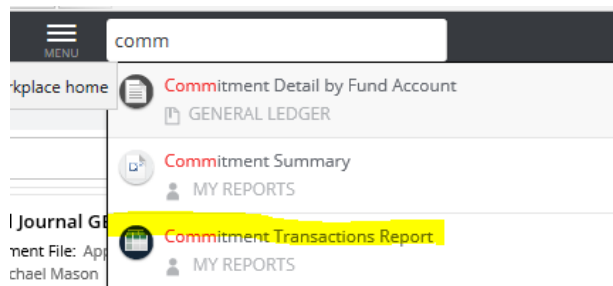 MENU
comm
rkplace home
Commitment Detail by Fund Account
GENERAL LEDGER
Commitment Summary
MY REPORTS
l Journal GE
Commitment Transactions Report
ment File: App
chael Mason
MY REPORTS